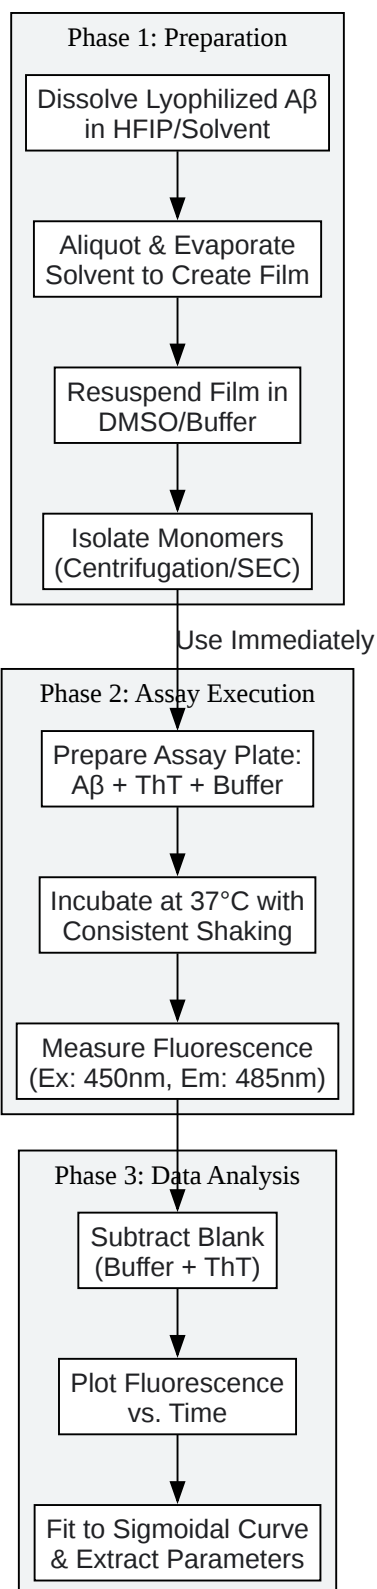 Phase 1: Preparation
Dissolve Lyophilized Aβ
in HFIP/Solvent
Aliquot & Evaporate
Solvent to Create Film
Resuspend Film in
DMSO/Buffer
Isolate Monomers
(Centrifugation/SEC)
Use Immediately
Phase 2: Assay Execution
Prepare Assay Plate:
Aβ + ThT + Buffer
Incubate at 37°C with
Consistent Shaking
Measure Fluorescence
(Ex: 450nm, Em: 485nm)
Phase 3: Data Analysis
Subtract Blank
(Buffer + ThT)
Plot Fluorescence
vs. Time
Fit to Sigmoidal Curve
& Extract Parameters